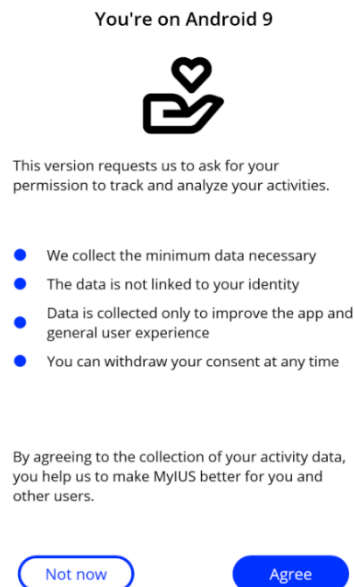 You're on Android 9
This version requests us to ask for your
permission to track and analyze your activities.
We collect the minimum data necessary
The data is not linked to your identity
Data is collected only to improve the app and
general user experience
You can withdraw your consent at any time
By agreeing to the collection of your activity data,
you help us to make MyIUS better for you and
other users.
Not now
Agree